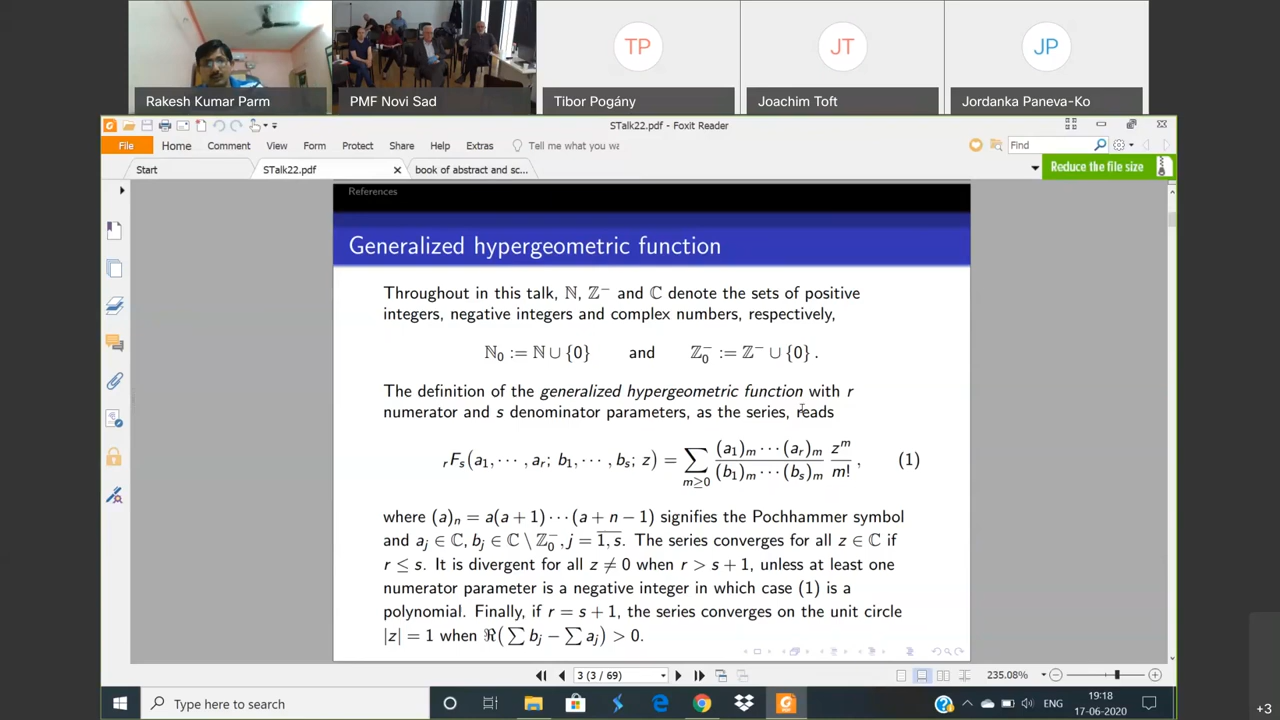 TP
JT
JP
Rakesh Kumar Parm
PMF Novi Sad
Tibor Pogány
Joachim Toft
Jordanka Paneva-Ko
STalk22.pdf - Foxit Reader
File Home Comment View Form Protect Share Help Extras Tell me what you wa
Find
Start STalk22.pdf book of abstract and sc...
Reduce the file size
References
Generalized hypergeometric function
Throughout in this talk, ℕ, ℤ⁻ and ℂ denote the sets of positive
integers, negative integers and complex numbers, respectively,
ℕ₀ := ℕ ∪ {0} and ℤ₀⁻ := ℤ⁻ ∪ {0} .
The definition of the generalized hypergeometric function with r
numerator and s denominator parameters, as the series, reads
ᵣFₛ(a₁, ⋯ , aᵣ; b₁, ⋯ , bₛ; z) = ∑_{m≥0} \frac{(a₁)ₘ ⋯ (aᵣ)ₘ}{(b₁)ₘ ⋯ (bₛ)ₘ} \frac{zᵐ}{m!} , (1)
where (a)ₙ = a(a + 1) ⋯ (a + n − 1) signifies the Pochhammer symbol
and aⱼ ∈ ℂ, bⱼ ∈ ℂ \ ℤ₀⁻, j = \overline{1, s}. The series converges for all z ∈ ℂ if
r ≤ s. It is divergent for all z ≠ 0 when r > s + 1, unless at least one
numerator parameter is a negative integer in which case (1) is a
polynomial. Finally, if r = s + 1, the series converges on the unit circle
|z| = 1 when ℜ(∑ bⱼ − ∑ aⱼ) > 0.
3 (3 / 69)
235.08%
Type here to search
ENG
19:18
17-06-2020
+3